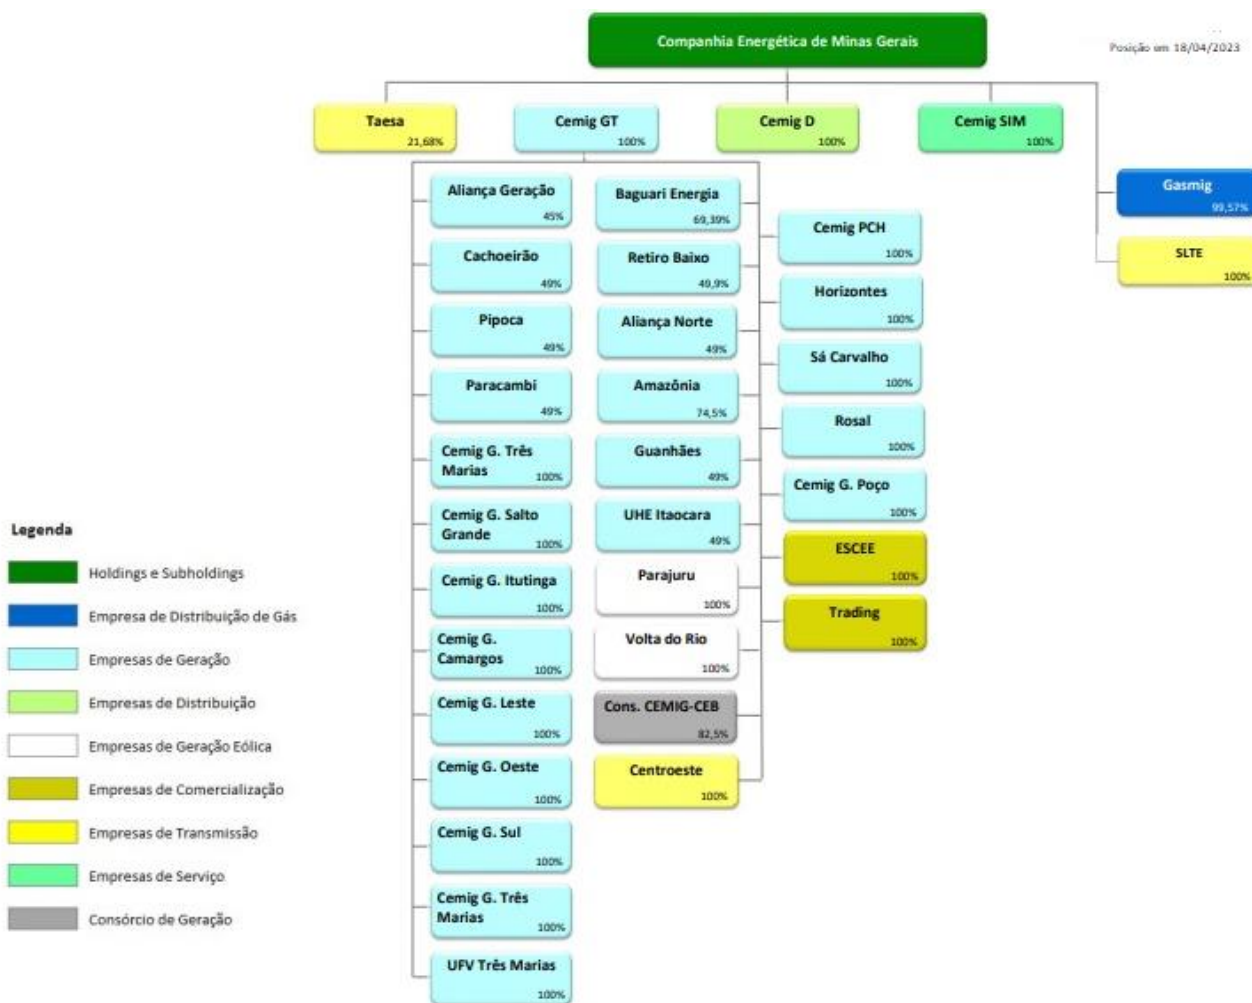 Companhia Energética de Minas Gerais
Posição em 18/04/2023
Taesa
21,68%
Cemig GT
100%
Cemig D
100%
Cemig SIM
100%
Gasmig
99,57%
SLTE
100%
Aliança Geração
45%
Cachoeirão
49%
Pipoca
49%
Paracambi
49%
Cemig G. Três
Marias
100%
Cemig G. Salto
Grande
100%
Cemig G. Itutinga
100%
Cemig G.
Camargos
100%
Cemig G. Leste
100%
Cemig G. Oeste
100%
Cemig G. Sul
100%
Cemig G. Três
Marias
100%
UFV Três Marias
100%
Baguari Energia
69,39%
Retiro Baixo
49,9%
Aliança Norte
49%
Amazônia
74,5%
Guanhães
49%
UHE Itaocara
49%
Parajuru
100%
Volta do Rio
100%
Cons. CEMIG-CEB
82,5%
Centroeste
100%
Cemig PCH
100%
Horizontes
100%
Sá Carvalho
100%
Rosal
100%
Cemig G. Poço
100%
ESCEE
100%
Trading
100%
Legenda
Holdings e Subholdings
Empresa de Distribuição de Gás
Empresas de Geração
Empresas de Distribuição
Empresas de Geração Eólica
Empresas de Comercialização
Empresas de Transmissão
Empresas de Serviço
Consórcio de Geração